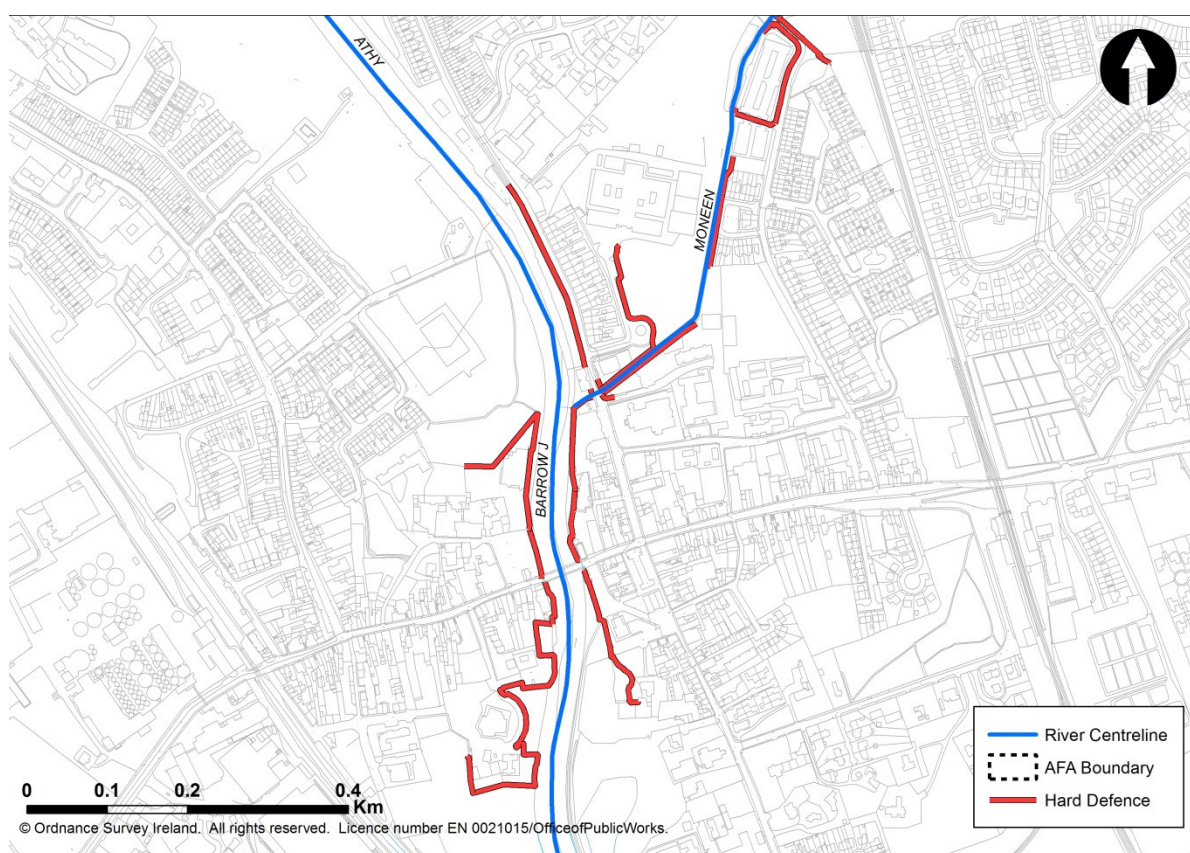 ATHY
MONEEN
BARROW J
River Centreline
AFA Boundary
Hard Defence
0 0.1 0.2 0.4
Km
© Ordnance Survey Ireland. All rights reserved. Licence number EN 0021015/OfficeofPublicWorks.